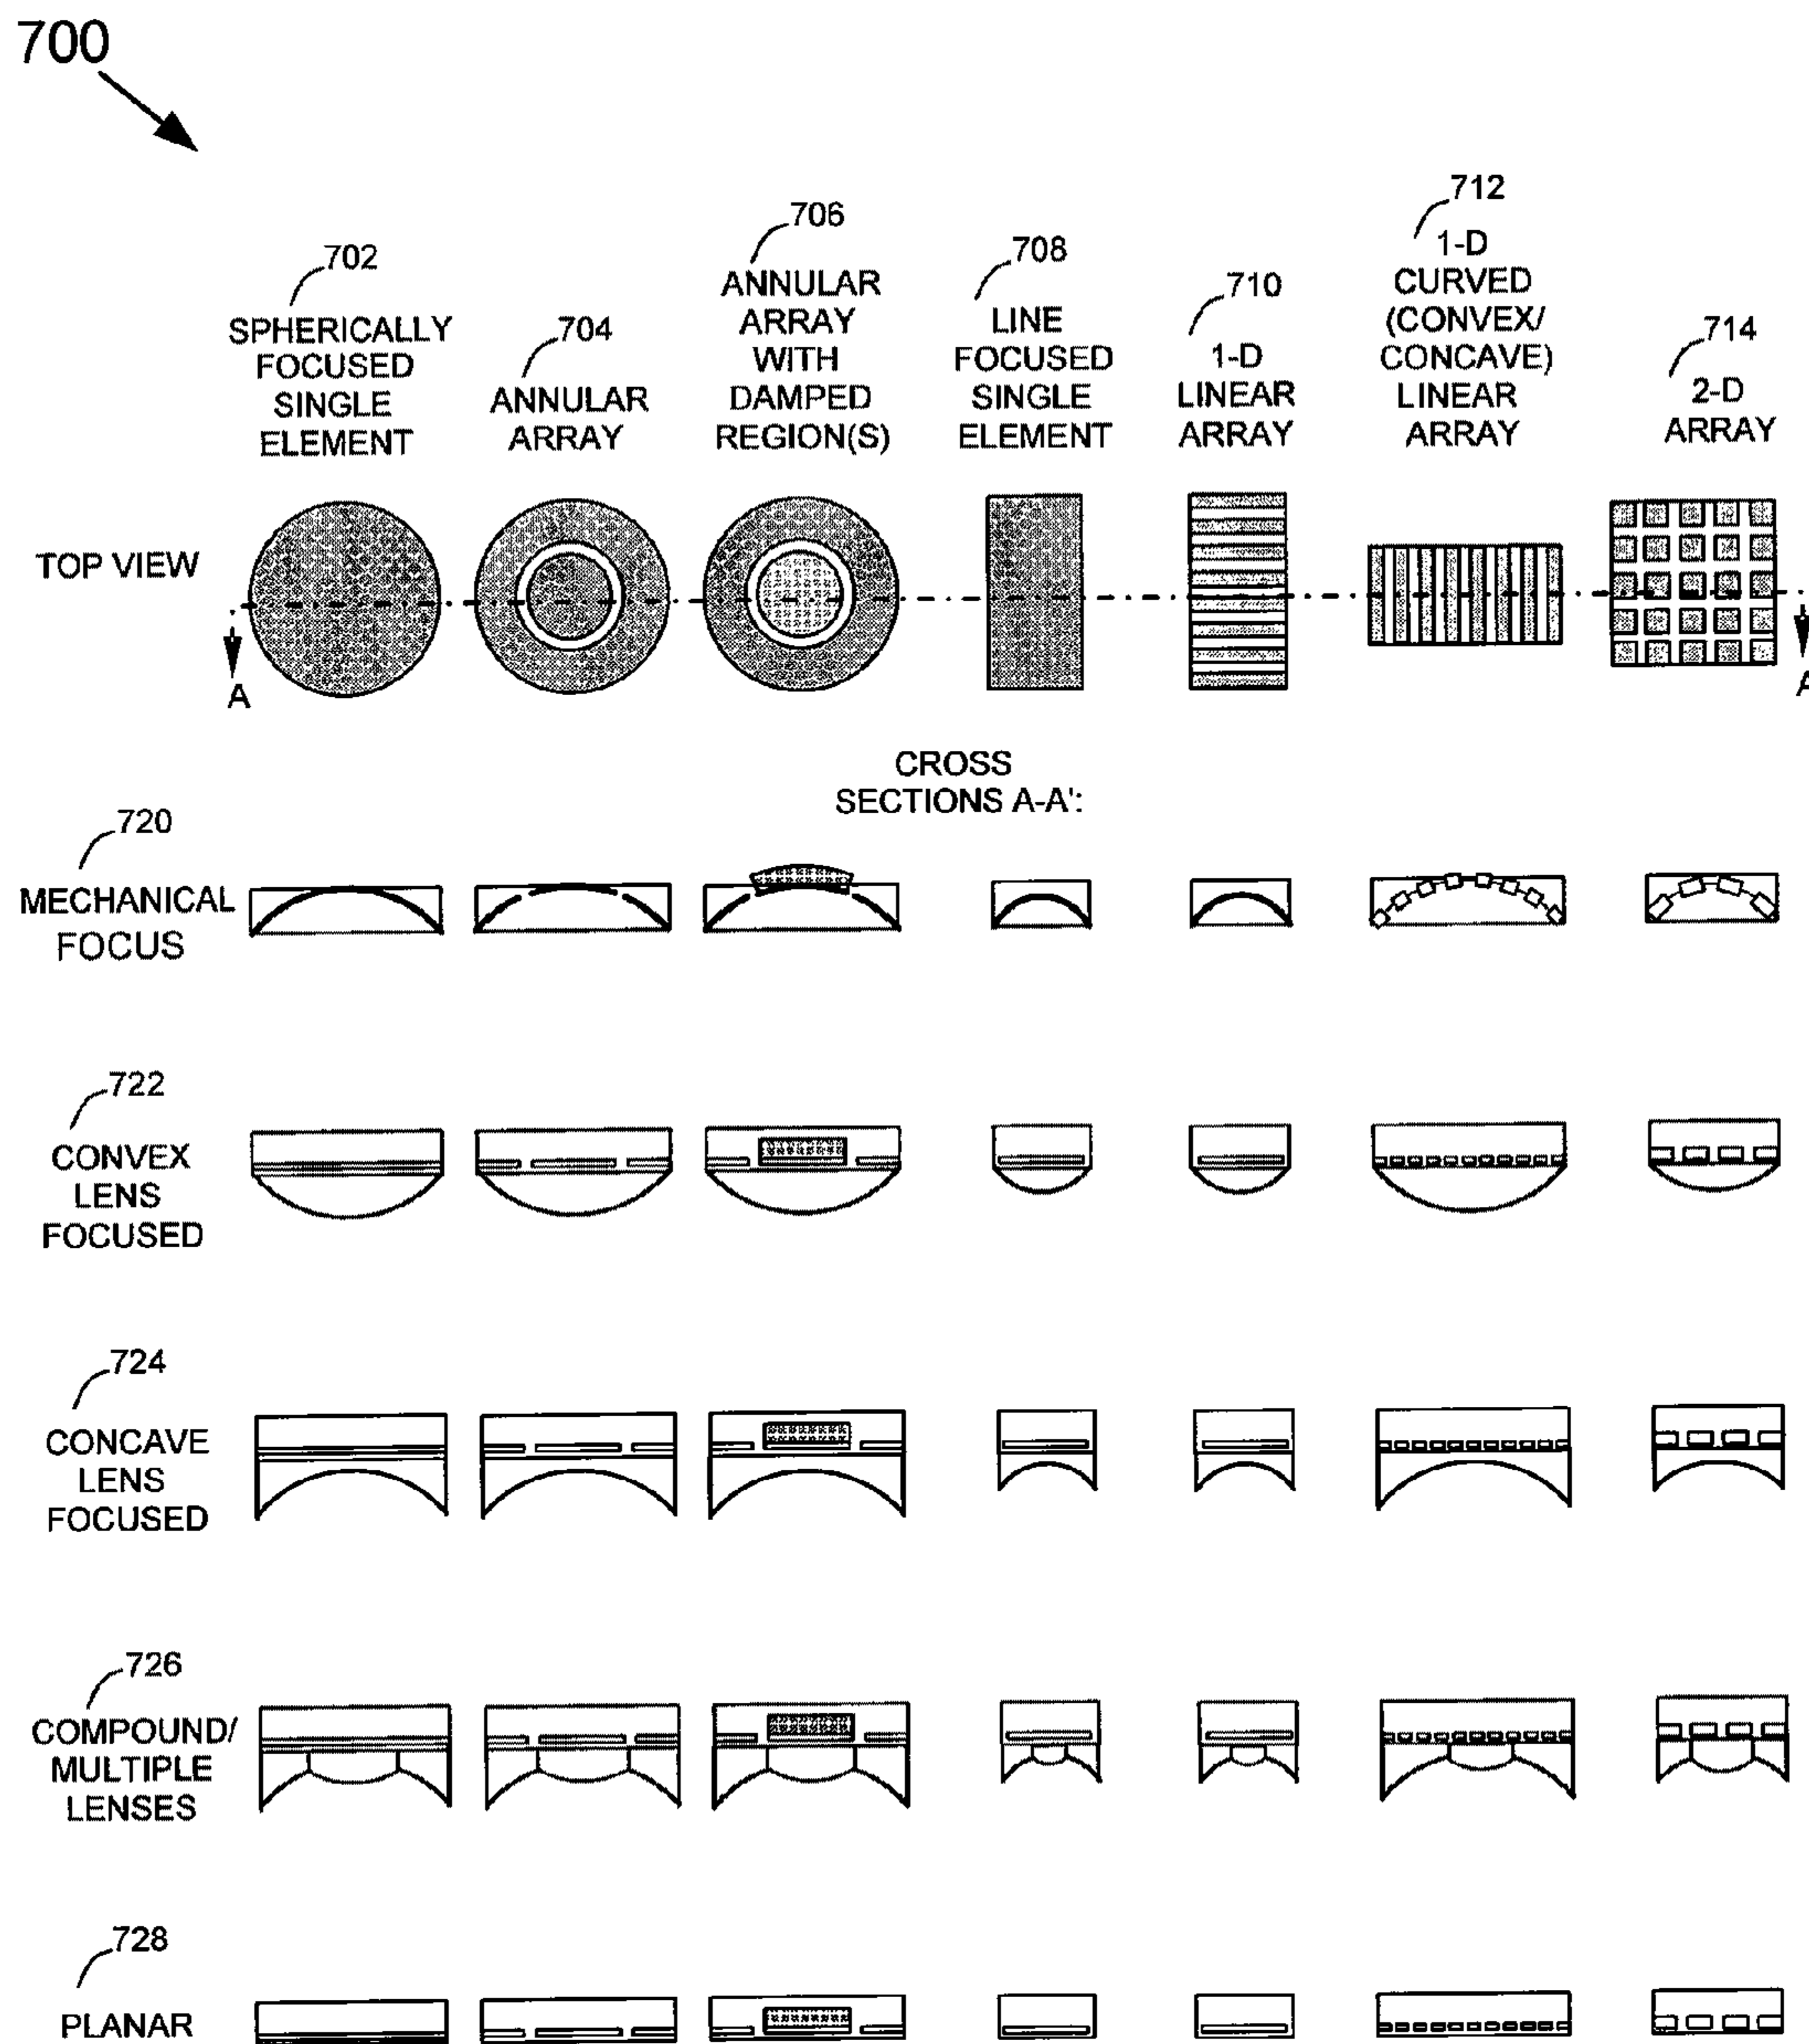 700
702
SPHERICALLY
FOCUSED
SINGLE
ELEMENT
704
ANNULAR
ARRAY
706
ANNULAR
ARRAY
WITH
DAMPED
REGION(S)
708
LINE
FOCUSED
SINGLE
ELEMENT
710
1-D
LINEAR
ARRAY
712
1-D
CURVED
(CONVEX/
CONCAVE)
LINEAR
ARRAY
714
2-D
ARRAY
TOP VIEW
A
A
CROSS
SECTIONS A-A':
720
MECHANICAL
FOCUS
722
CONVEX
LENS
FOCUSED
724
CONCAVE
LENS
FOCUSED
726
COMPOUND/
MULTIPLE
LENSES
728
PLANAR